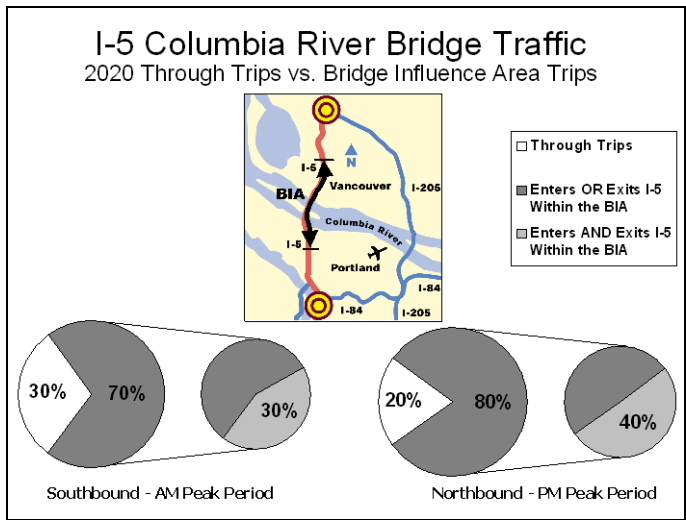 I-5 Columbia River Bridge Traffic
2020 Through Trips vs. Bridge Influence Area Trips
I-5
N
Vancouver
I-205
BIA
Columbia River
I-5
Portland
I-84
I-84
I-205
Through Trips
Enters OR Exits I-5
Within the BIA
Enters AND Exits I-5
Within the BIA
30%
70%
30%
Southbound - AM Peak Period
20%
80%
40%
Northbound - PM Peak Period